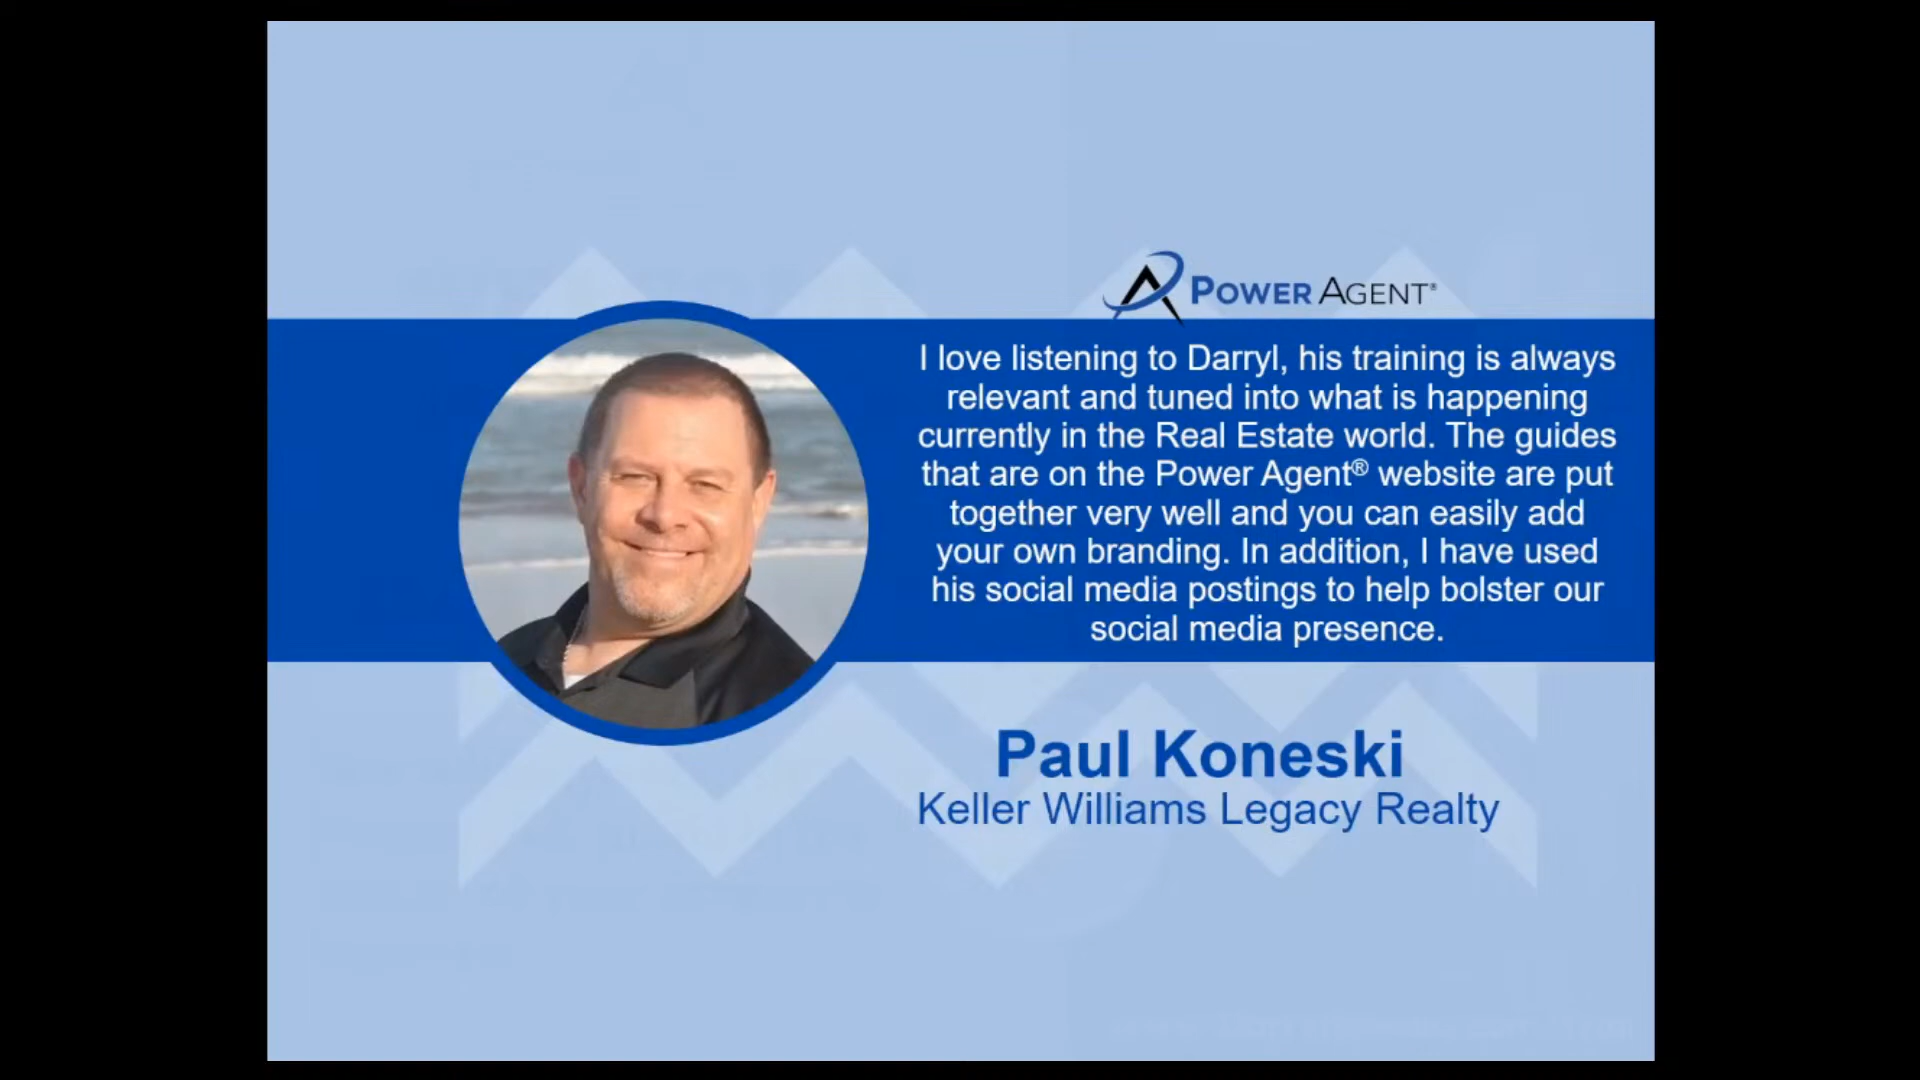 POWER AGENT®
I love listening to Darryl, his training is always
relevant and tuned into what is happening
currently in the Real Estate world. The guides
that are on the Power Agent® website are put
together very well and you can easily add
your own branding. In addition, I have used
his social media postings to help bolster our
social media presence.
Paul Koneski
Keller Williams Legacy Realty